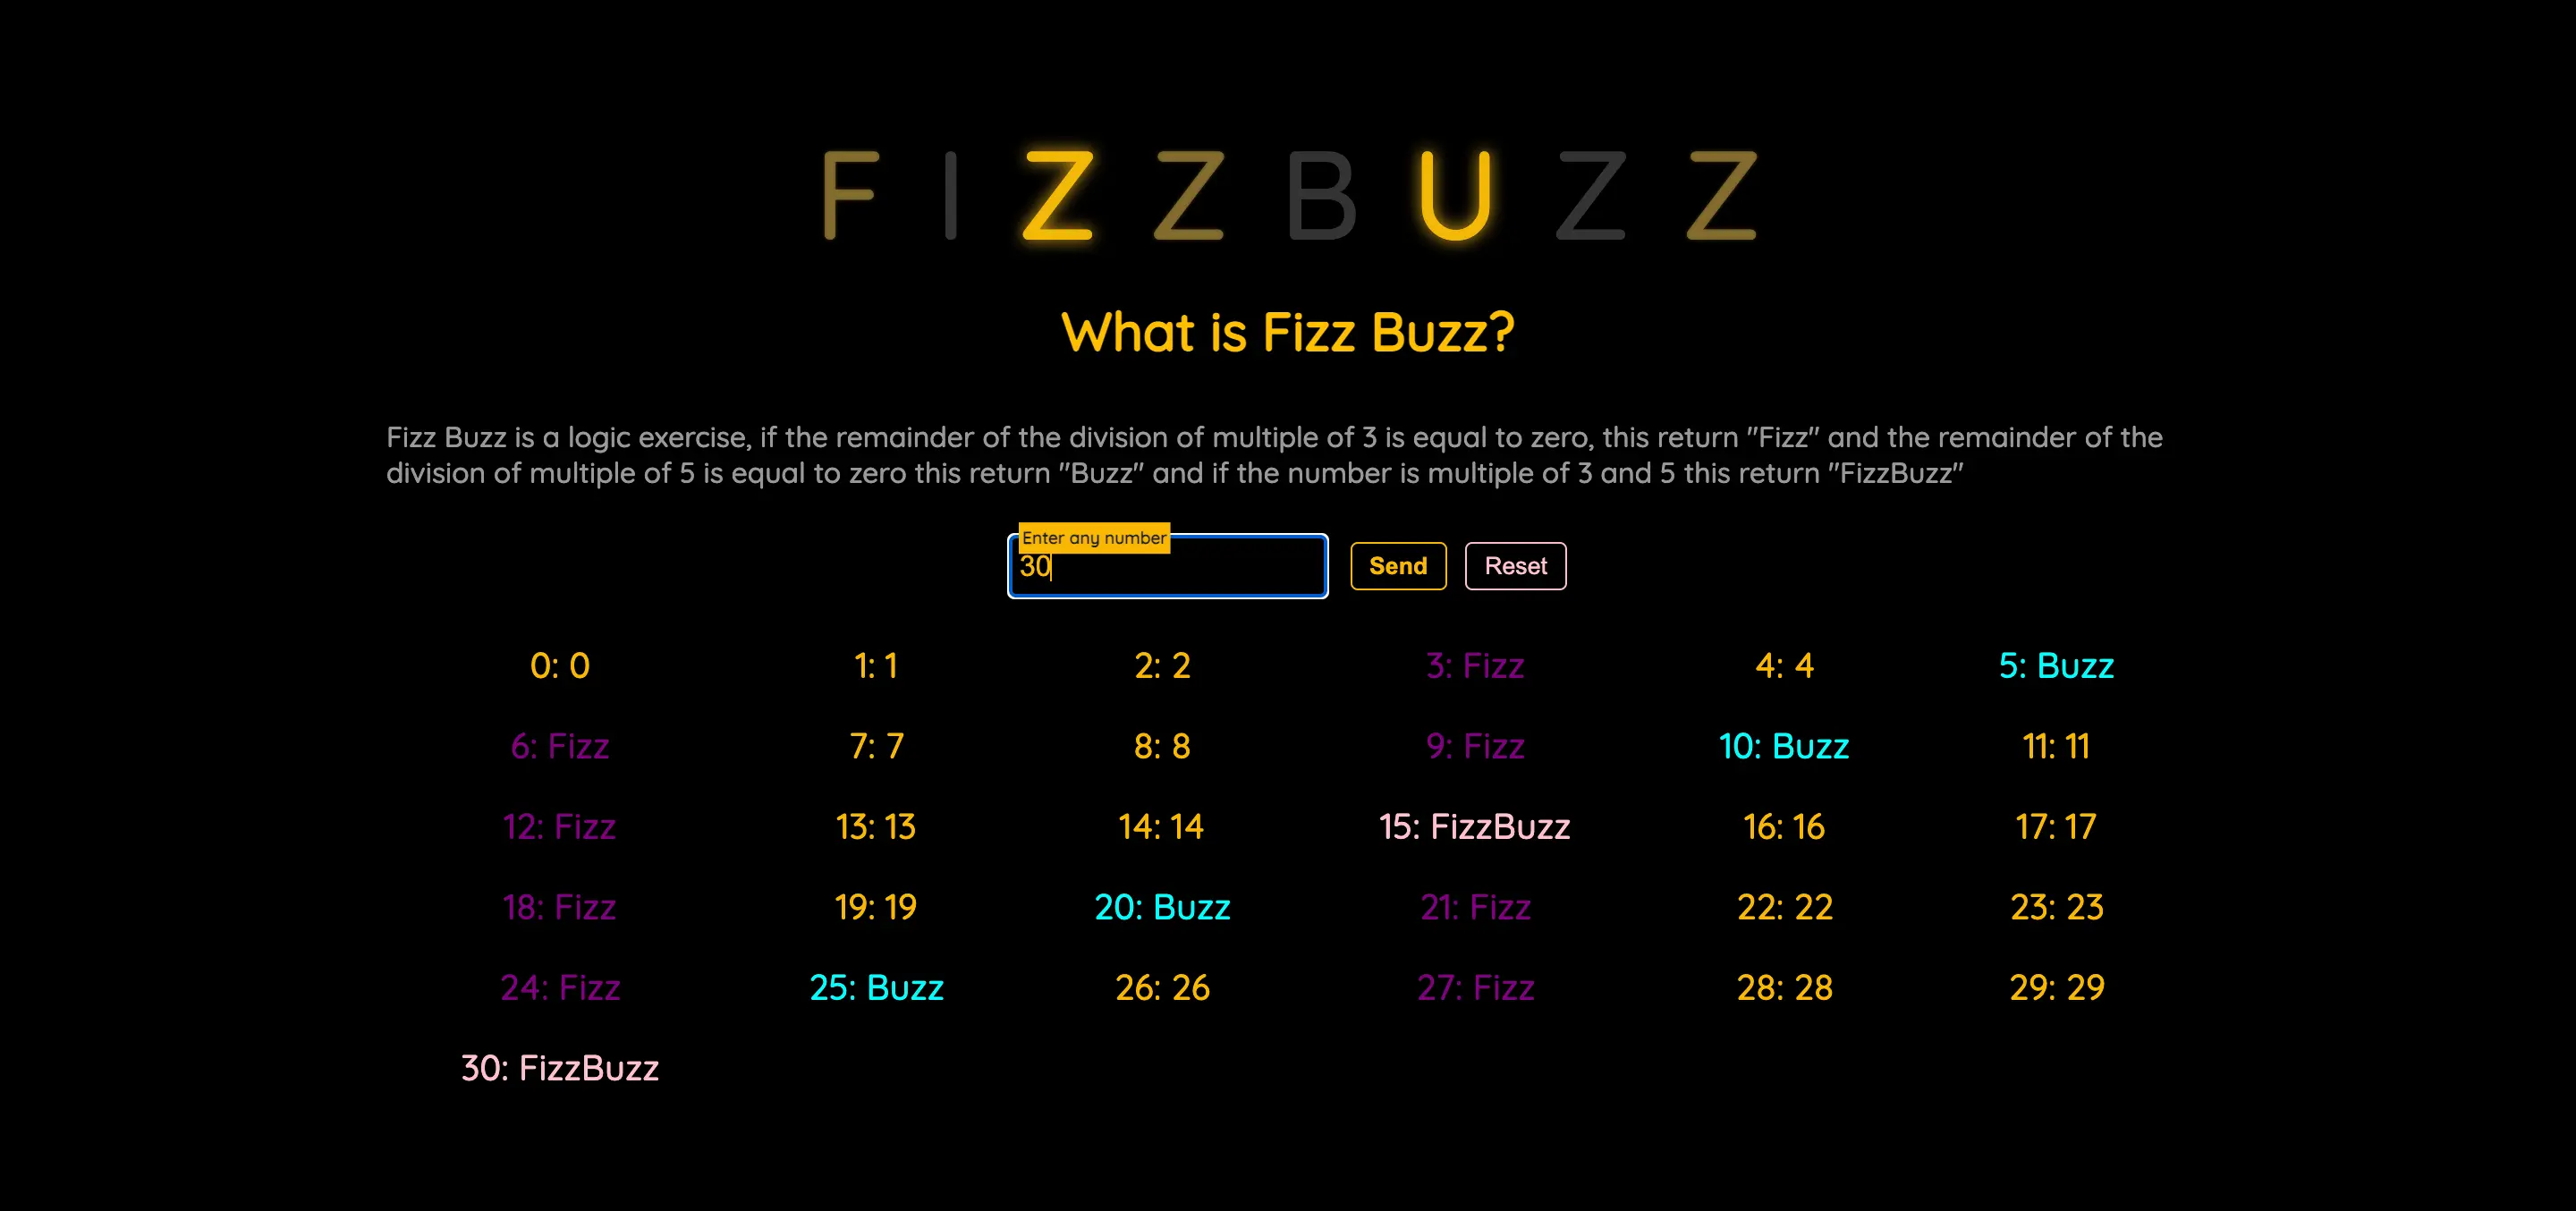 FIZZBUZZ
What is Fizz Buzz?
Fizz Buzz is a logic exercise, if the remainder of the division of multiple of 3 is equal to zero, this return "Fizz" and the remainder of the
division of multiple of 5 is equal to zero this return "Buzz" and if the number is multiple of 3 and 5 this return "FizzBuzz"
Enter any number
30 Send Reset
0: 0 1: 1 2: 2 3: Fizz 4: 4 5: Buzz
6: Fizz 7: 7 8: 8 9: Fizz 10: Buzz 11: 11
12: Fizz 13: 13 14: 14 15: FizzBuzz 16: 16 17: 17
18: Fizz 19: 19 20: Buzz 21: Fizz 22: 22 23: 23
24: Fizz 25: Buzz 26: 26 27: Fizz 28: 28 29: 29
30: FizzBuzz